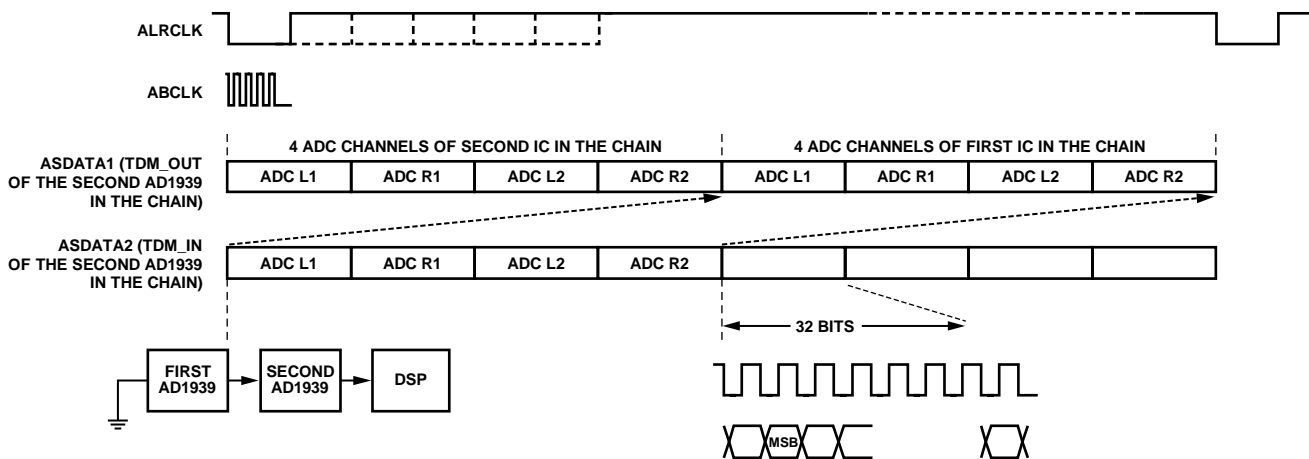 ALRCLK
ABCLK
4 ADC CHANNELS OF SECOND IC IN THE CHAIN
4 ADC CHANNELS OF FIRST IC IN THE CHAIN
ASDATA1 (TDM_OUT
OF THE SECOND AD1939
IN THE CHAIN)
ADC L1 ADC R1 ADC L2 ADC R2 ADC L1 ADC R1 ADC L2 ADC R2
ASDATA2 (TDM_IN
OF THE SECOND AD1939
IN THE CHAIN)
ADC L1 ADC R1 ADC L2 ADC R2
32 BITS
FIRST
AD1939
SECOND
AD1939
DSP
MSB